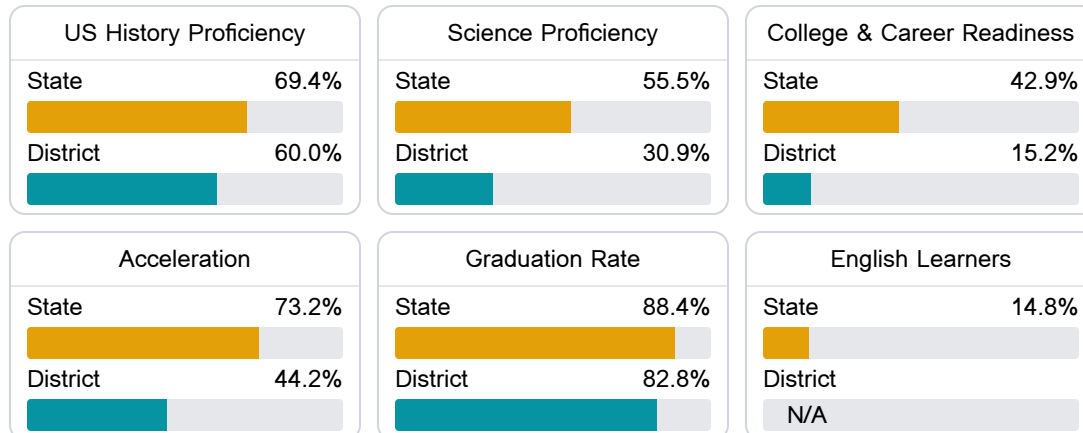 US History Proficiency
State 69.4%
District 60.0%
Science Proficiency
State 55.5%
District 30.9%
College & Career Readiness
State 42.9%
District 15.2%
Acceleration
State 73.2%
District 44.2%
Graduation Rate
State 88.4%
District 82.8%
English Learners
State 14.8%
District
N/A